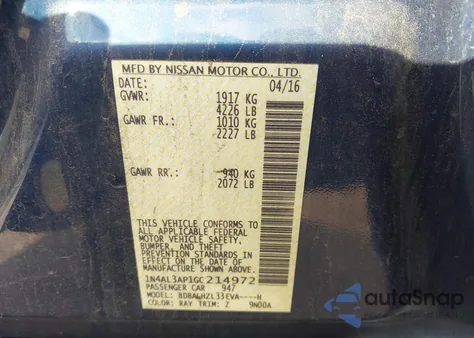 MFD BY NISSAN MOTOR CO., LTD.
DATE: 04/16
GVWR: 1917 KG
4226 LB
GAWR FR.: 1010 KG
2227 LB
GAWR RR.: 940 KG
2072 LB
THIS VEHICLE CONFORMS TO
ALL APPLICABLE FEDERAL
MOTOR VEHICLE SAFETY,
BUMPER, AND THEFT
PREVENTION STANDARDS IN
EFFECT ON THE DATE OF
MANUFACTURE SHOWN ABOVE
1N4AL3AP1GC214972
PASSENGER CAR 947
MODEL: BDBALHZL33EVA----H
COLOR: RAY TRIM: Z 9N00A
autoSnap